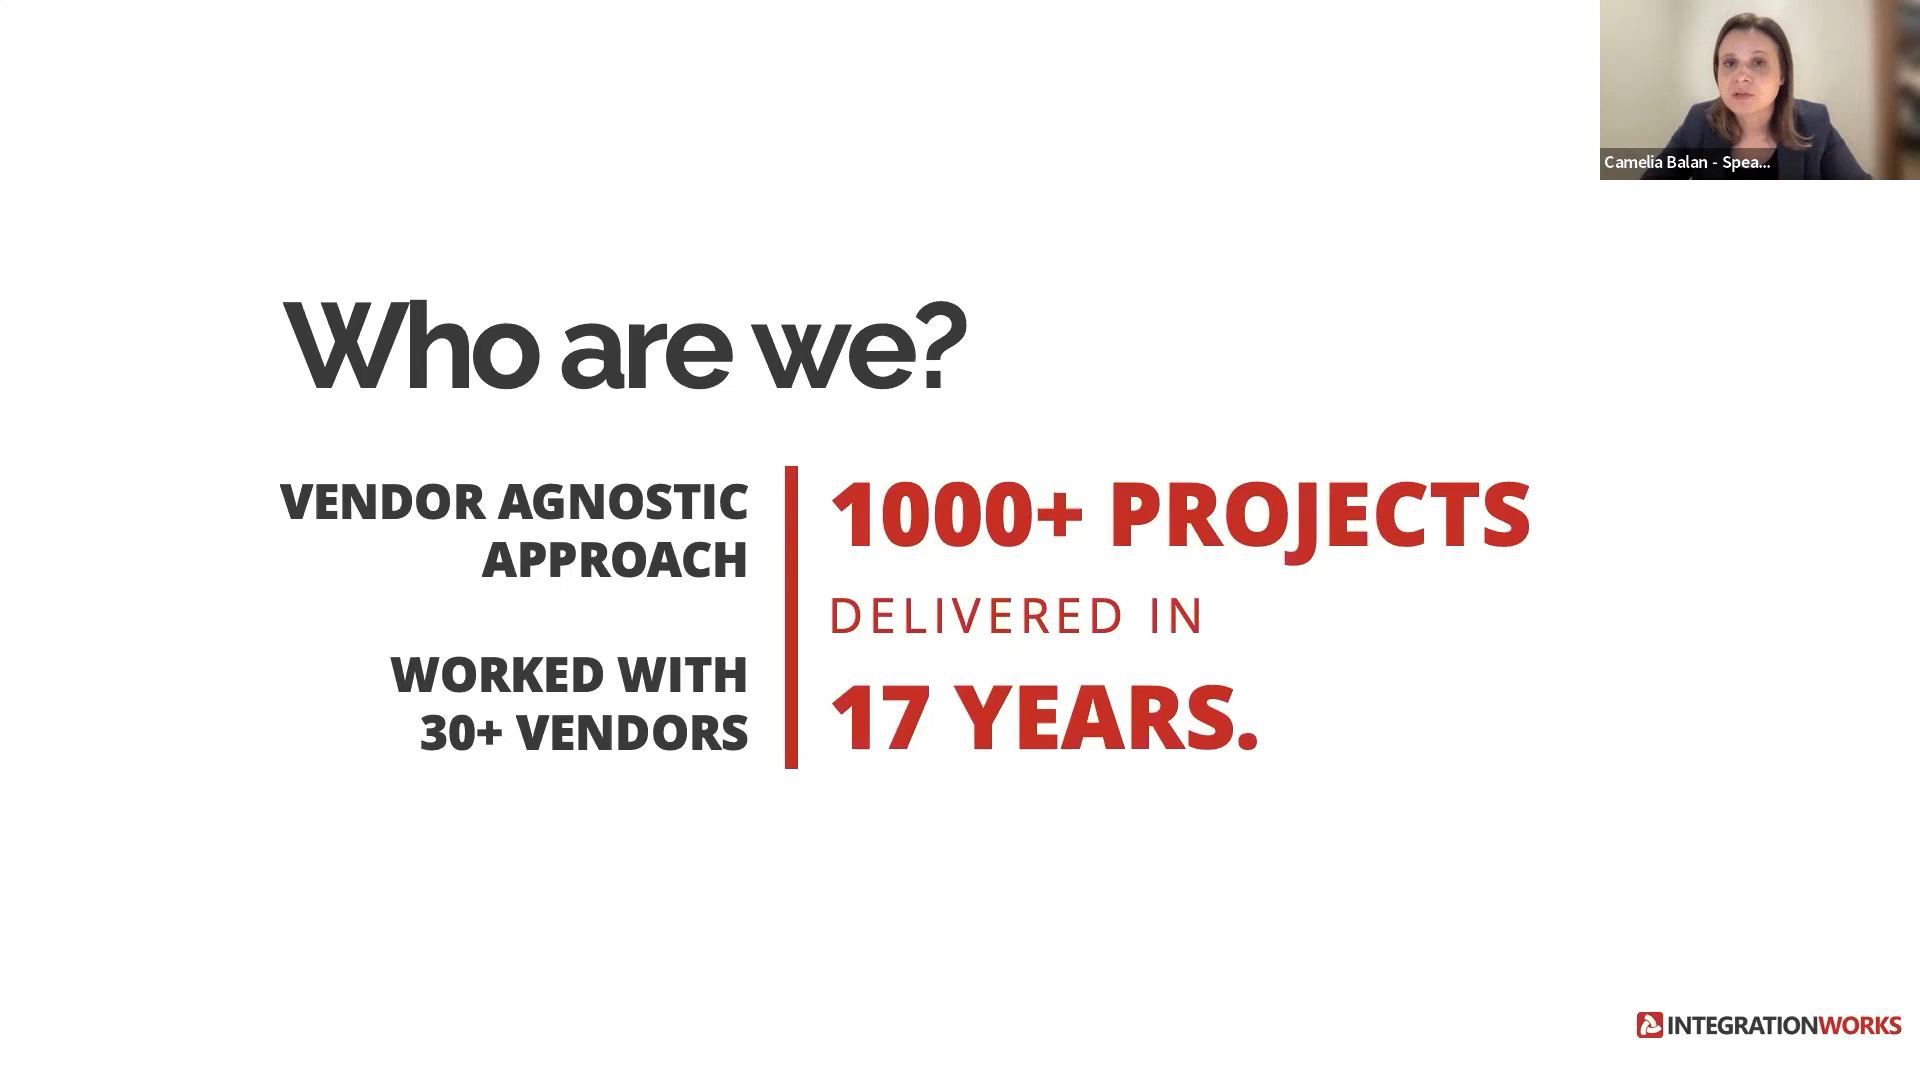 Camelia Balan - Spea...
Who are we?
VENDOR AGNOSTIC
APPROACH
WORKED WITH
30+ VENDORS
1000+ PROJECTS
DELIVERED IN
17 YEARS.
INTEGRATIONWORKS